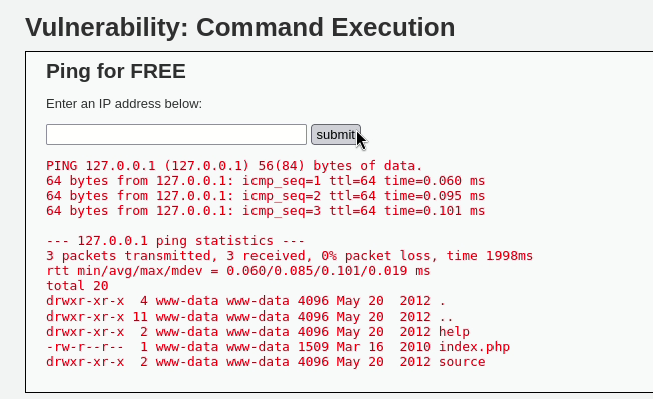 Vulnerability: Command Execution
Ping for FREE
Enter an IP address below:
submit
PING 127.0.0.1 (127.0.0.1) 56(84) bytes of data.
64 bytes from 127.0.0.1: icmp_seq=1 ttl=64 time=0.060 ms
64 bytes from 127.0.0.1: icmp_seq=2 ttl=64 time=0.095 ms
64 bytes from 127.0.0.1: icmp_seq=3 ttl=64 time=0.101 ms
--- 127.0.0.1 ping statistics ---
3 packets transmitted, 3 received, 0% packet loss, time 1998ms
rtt min/avg/max/mdev = 0.060/0.085/0.101/0.019 ms
total 20
drwxr-xr-x  4 www-data www-data 4096 May 20  2012 .
drwxr-xr-x 11 www-data www-data 4096 May 20  2012 ..
drwxr-xr-x  2 www-data www-data 4096 May 20  2012 help
-rw-r--r--  1 www-data www-data 1509 Mar 16  2010 index.php
drwxr-xr-x  2 www-data www-data 4096 May 20  2012 source